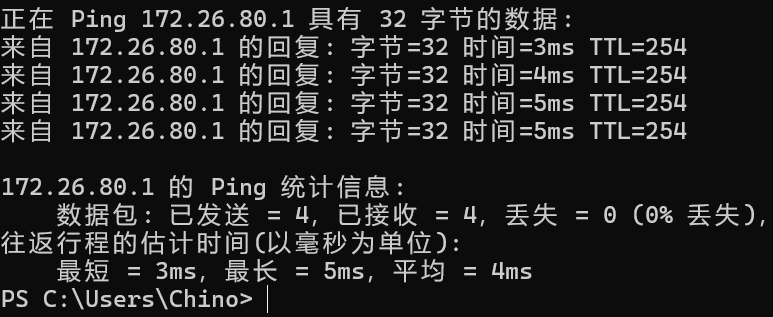 正在 Ping 172.26.80.1 具有 32 字节的数据:
来自 172.26.80.1 的回复: 字节=32 时间=3ms TTL=254
来自 172.26.80.1 的回复: 字节=32 时间=4ms TTL=254
来自 172.26.80.1 的回复: 字节=32 时间=5ms TTL=254
来自 172.26.80.1 的回复: 字节=32 时间=5ms TTL=254
172.26.80.1 的 Ping 统计信息:
数据包: 已发送 = 4，已接收 = 4，丢失 = 0 (0% 丢失)，
往返行程的估计时间(以毫秒为单位):
最短 = 3ms，最长 = 5ms，平均 = 4ms
PS C:\Users\Chino>